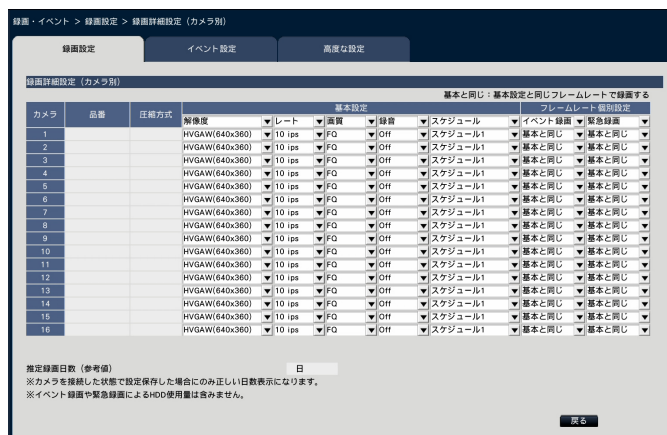 録画・イベント > 録画設定 > 録画詳細設定（カメラ別）
録画設定 イベント設定 高度な設定
録画詳細設定（カメラ別）
基本と同じ：基本設定と同じフレームレートで録画する
カメラ 品番 圧縮方式 基本設定 フレームレート個別設定
解像度 レート 画質 録音 スケジュール イベント録画 緊急録画
1 HVGAW(640x360) 10 ips FQ Off スケジュール1 基本と同じ 基本と同じ
2 HVGAW(640x360) 10 ips FQ Off スケジュール1 基本と同じ 基本と同じ
3 HVGAW(640x360) 10 ips FQ Off スケジュール1 基本と同じ 基本と同じ
4 HVGAW(640x360) 10 ips FQ Off スケジュール1 基本と同じ 基本と同じ
5 HVGAW(640x360) 10 ips FQ Off スケジュール1 基本と同じ 基本と同じ
6 HVGAW(640x360) 10 ips FQ Off スケジュール1 基本と同じ 基本と同じ
7 HVGAW(640x360) 10 ips FQ Off スケジュール1 基本と同じ 基本と同じ
8 HVGAW(640x360) 10 ips FQ Off スケジュール1 基本と同じ 基本と同じ
9 HVGAW(640x360) 10 ips FQ Off スケジュール1 基本と同じ 基本と同じ
10 HVGAW(640x360) 10 ips FQ Off スケジュール1 基本と同じ 基本と同じ
11 HVGAW(640x360) 10 ips FQ Off スケジュール1 基本と同じ 基本と同じ
12 HVGAW(640x360) 10 ips FQ Off スケジュール1 基本と同じ 基本と同じ
13 HVGAW(640x360) 10 ips FQ Off スケジュール1 基本と同じ 基本と同じ
14 HVGAW(640x360) 10 ips FQ Off スケジュール1 基本と同じ 基本と同じ
15 HVGAW(640x360) 10 ips FQ Off スケジュール1 基本と同じ 基本と同じ
16 HVGAW(640x360) 10 ips FQ Off スケジュール1 基本と同じ 基本と同じ
推定録画日数（参考値） 日
※カメラを接続した状態で設定保存した場合にのみ正しい日数表示になります。
※イベント録画や緊急録画によるHDD使用量は含みません。
戻る